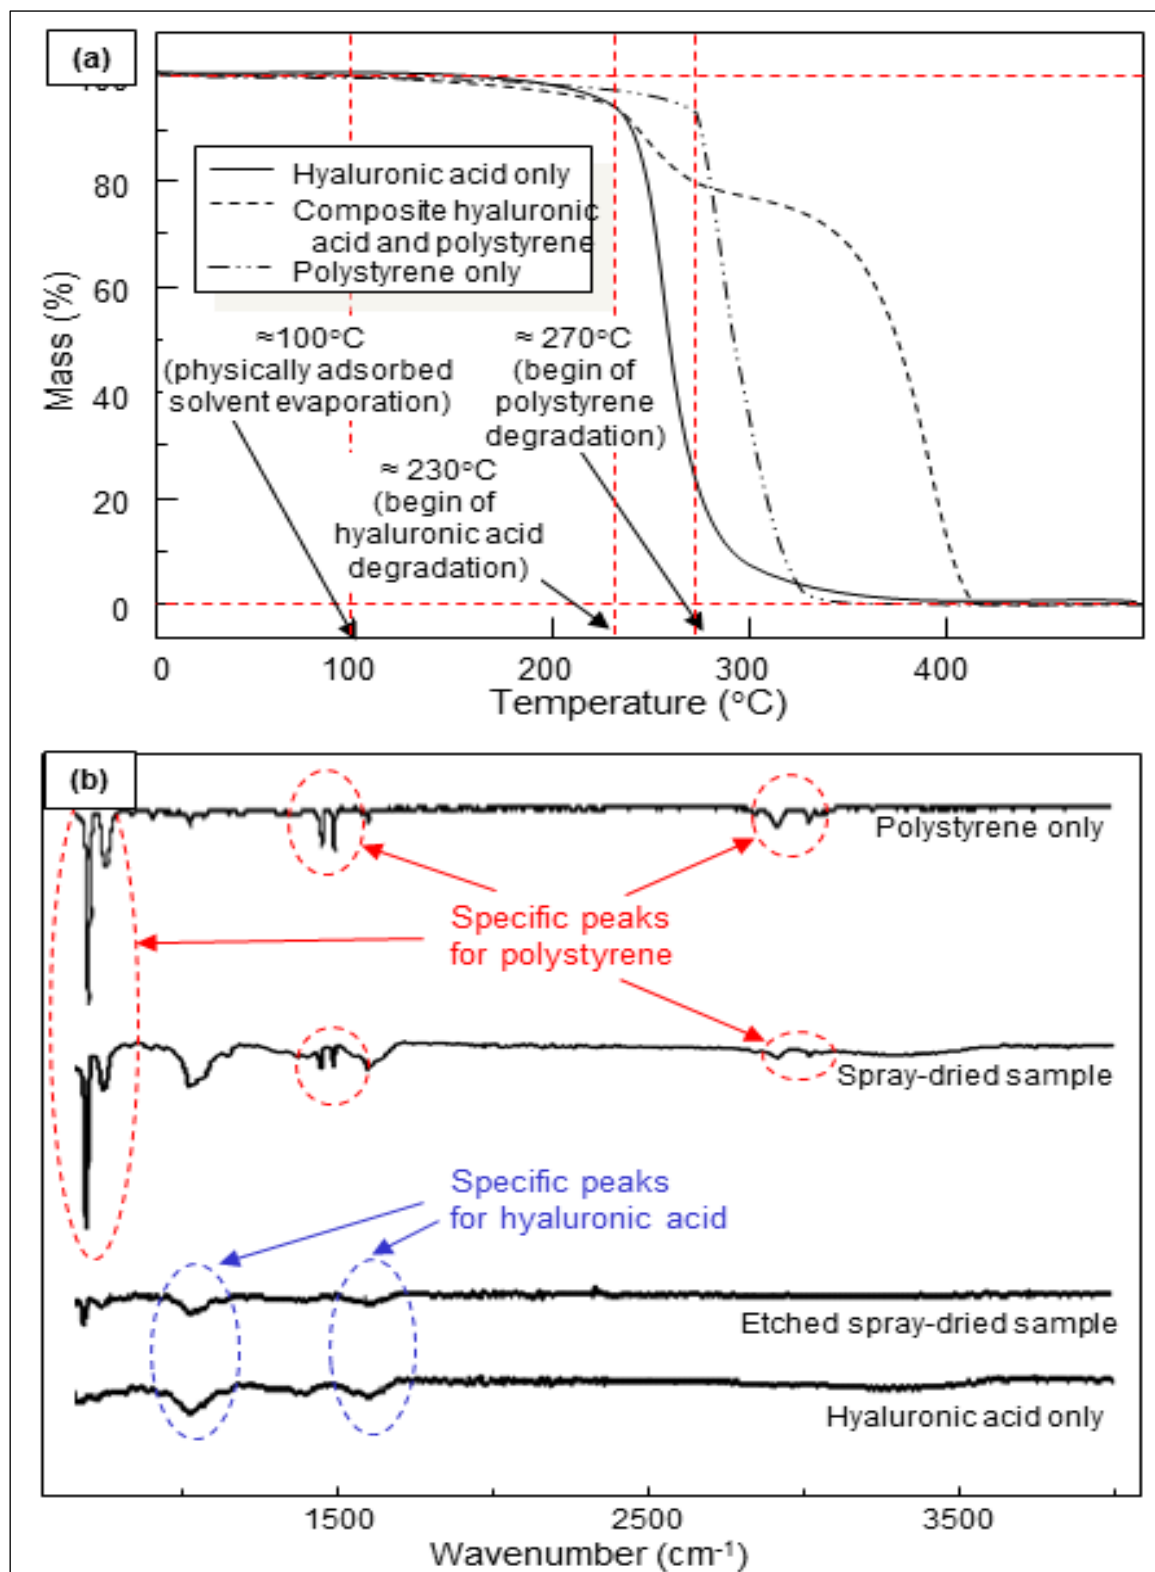 (a)
100
80
60
40
20
0
Mass (%)
Hyaluronic acid only
Composite hyaluronic
acid and polystyrene
Polystyrene only
≈100°C
(physically adsorbed
solvent evaporation)
≈ 270°C
(begin of
polystyrene
degradation)
≈ 230°C
(begin of
hyaluronic acid
degradation)
0 100 200 300 400
Temperature (°C)
(b)
Polystyrene only
Specific peaks
for polystyrene
Spray-dried sample
Specific peaks
for hyaluronic acid
Etched spray-dried sample
Hyaluronic acid only
1500 2500 3500
Wavenumber (cm⁻¹)